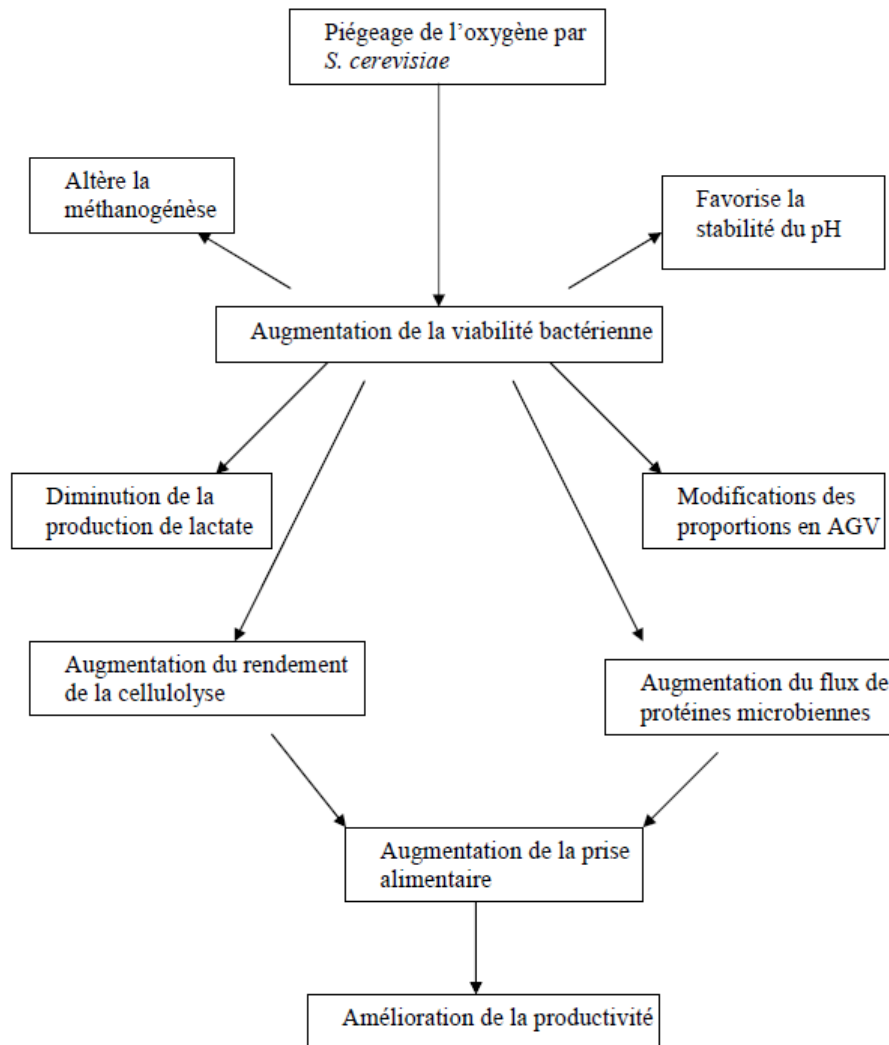 Piégeage de l’oxygène par
S. cerevisiae
Altère la
méthanogénèse
Favorise la
stabilité du pH
Augmentation de la viabilité bactérienne
Diminution de la
production de lactate
Modifications des
proportions en AGV
Augmentation du rendement
de la cellulolyse
Augmentation du flux de
protéines microbiennes
Augmentation de la prise
alimentaire
Amélioration de la productivité